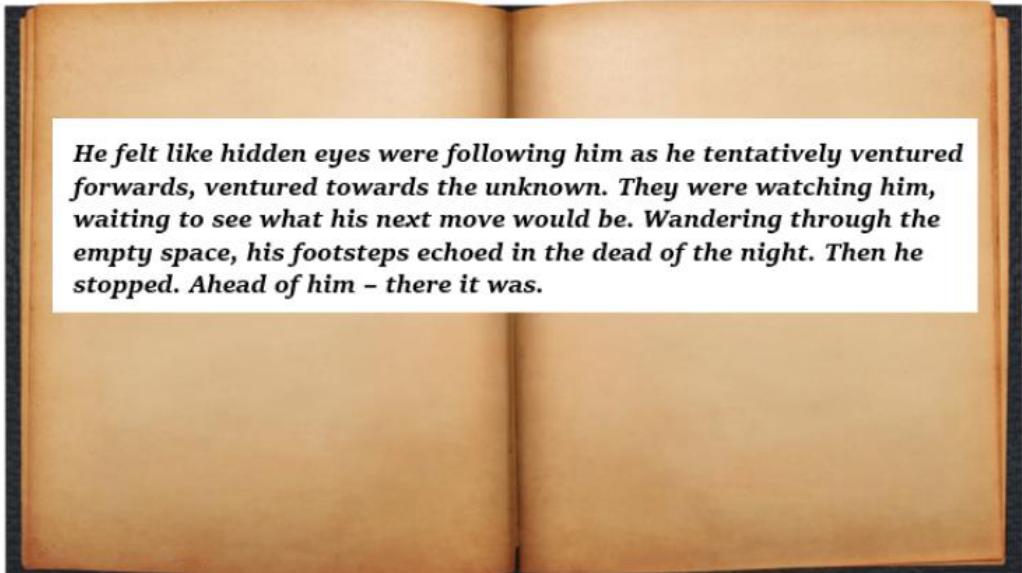 He felt like hidden eyes were following him as he tentatively ventured
forwards, ventured towards the unknown. They were watching him,
waiting to see what his next move would be. Wandering through the
empty space, his footsteps echoed in the dead of the night. Then he
stopped. Ahead of him – there it was.